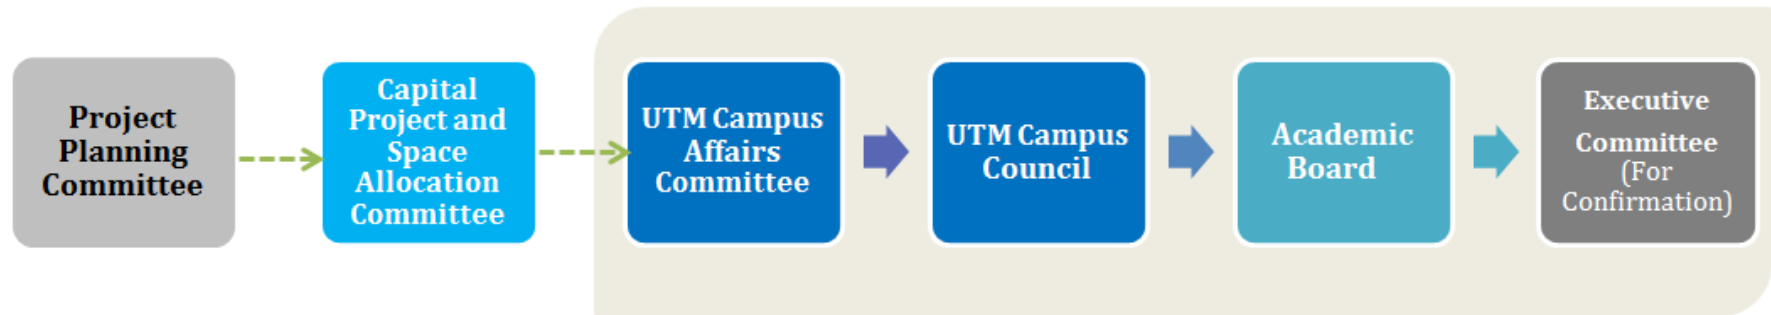 Project
Planning
Committee
Capital
Project and
Space
Allocation
Committee
UTM Campus
Affairs
Committee
UTM Campus
Council
Academic
Board
Executive
Committee
(For
Confirmation)